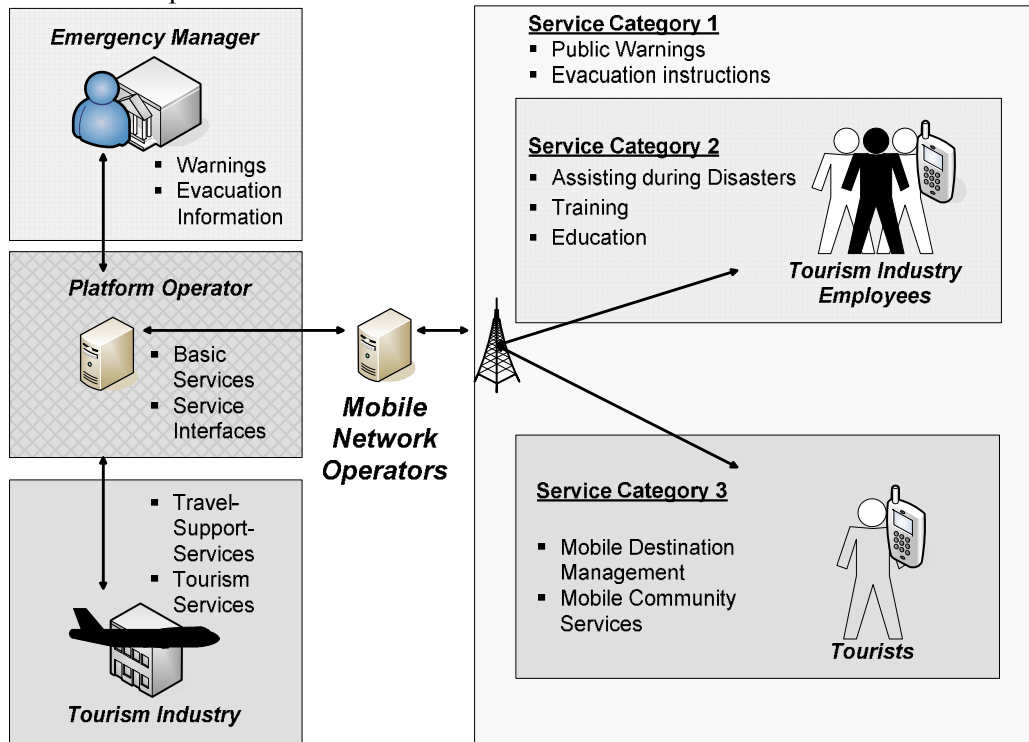 Emergency Manager
▪ Warnings
▪ Evacuation
Information
Platform Operator
▪ Basic
Services
▪ Service
Interfaces
▪ Travel-
Support-
Services
▪ Tourism
Services
Tourism Industry
Mobile
Network
Operators
Service Category 1
▪ Public Warnings
▪ Evacuation instructions
Service Category 2
▪ Assisting during Disasters
▪ Training
▪ Education
Tourism Industry
Employees
Service Category 3
▪ Mobile Destination
Management
▪ Mobile Community
Services
Tourists